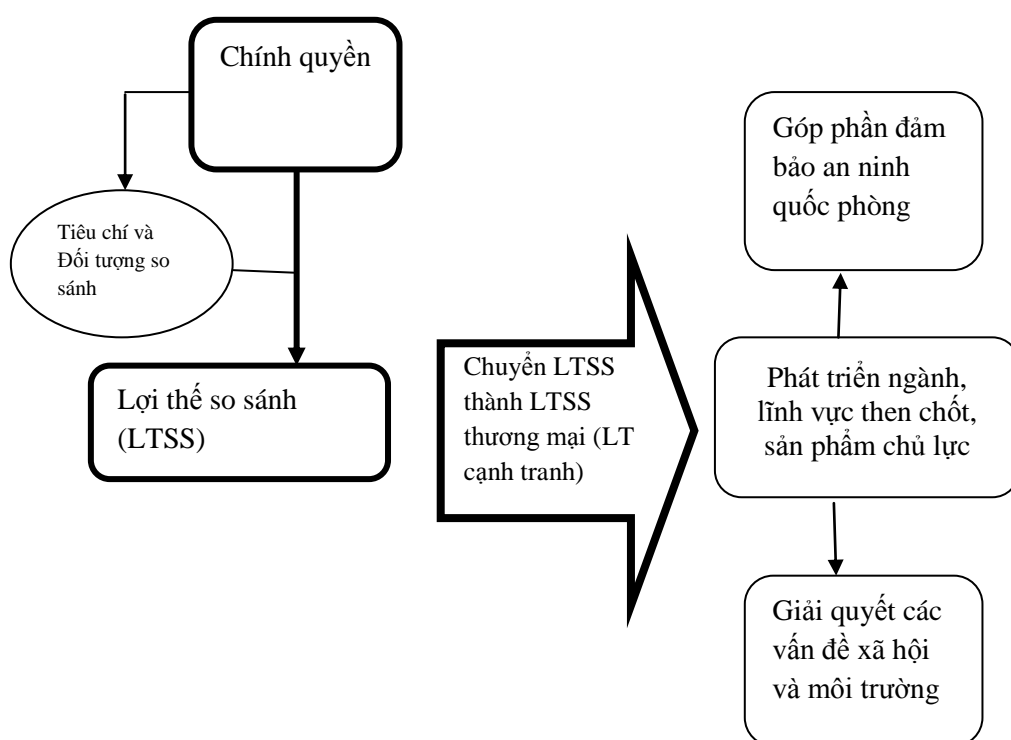 Chính quyền
Tiêu chí và
Đối tượng so
sánh
Lợi thế so sánh
(LTSS)
Chuyển LTSS
thành LTSS
thương mại (LT
cạnh tranh)
Góp phần đảm
bảo an ninh
quốc phòng
Phát triển ngành,
lĩnh vực then chốt,
sản phẩm chủ lực
Giải quyết các
vấn đề xã hội
và môi trường